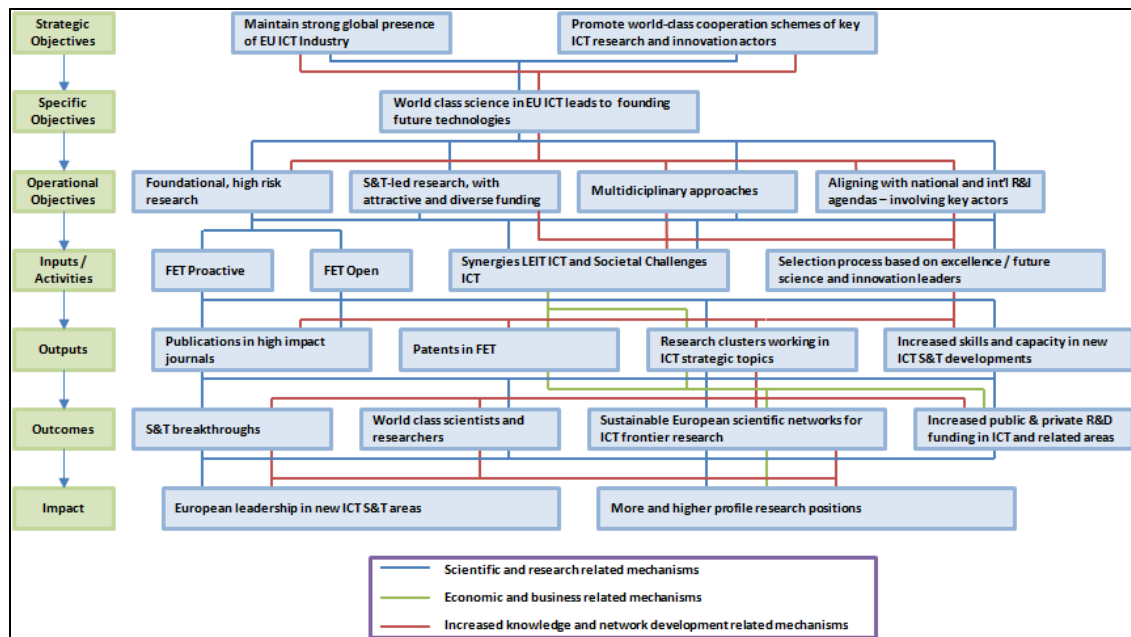 Strategic
Objectives
Maintain strong global presence
of EU ICT Industry
Promote world-class cooperation schemes of key
ICT research and innovation actors
Specific
Objectives
World class science in EU ICT leads to founding
future technologies
Operational
Objectives
Foundational, high risk
research
S&T-led research, with
attractive and diverse funding
Multidiciplinary approaches
Aligning with national and int'l R&I
agendas – involving key actors
Inputs /
Activities
FET Proactive
FET Open
Synergies LEIT ICT and Societal Challenges
ICT
Selection process based on excellence / future
science and innovation leaders
Outputs
Publications in high impact
journals
Patents in FET
Research clusters working in
ICT strategic topics
Increased skills and capacity in new
ICT S&T developments
Outcomes
S&T breakthroughs
World class scientists and
researchers
Sustainable European scientific networks for
ICT frontier research
Increased public & private R&D
funding in ICT and related areas
Impact
European leadership in new ICT S&T areas
More and higher profile research positions
Scientific and research related mechanisms
Economic and business related mechanisms
Increased knowledge and network development related mechanisms